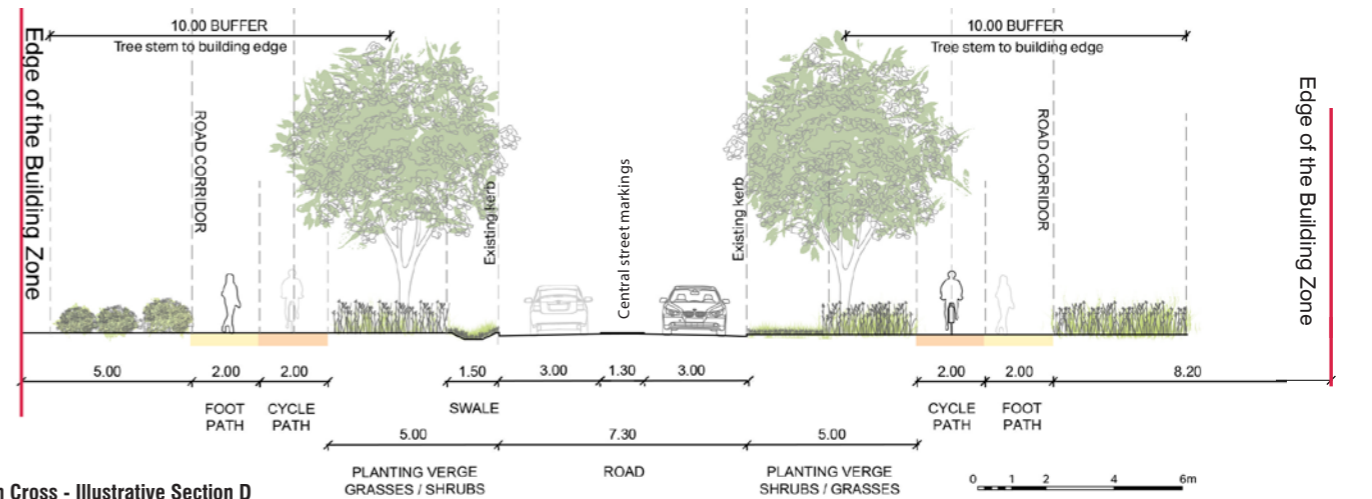 10.00 BUFFER
Tree stem to building edge
10.00 BUFFER
Tree stem to building edge
Edge of the Building Zone
ROAD CORRIDOR
Existing kerb
Central street markings
Existing kerb
ROAD CORRIDOR
Edge of the Building Zone
5.00
2.00
2.00
1.50
3.00
1.30
3.00
2.00
2.00
8.20
FOOT
PATH
CYCLE
PATH
SWALE
CYCLE
PATH
FOOT
PATH
5.00
7.30
5.00
PLANTING VERGE
GRASSES / SHRUBS
ROAD
PLANTING VERGE
SHRUBS / GRASSES
0 1 2 4 6m
Cross - Illustrative Section D